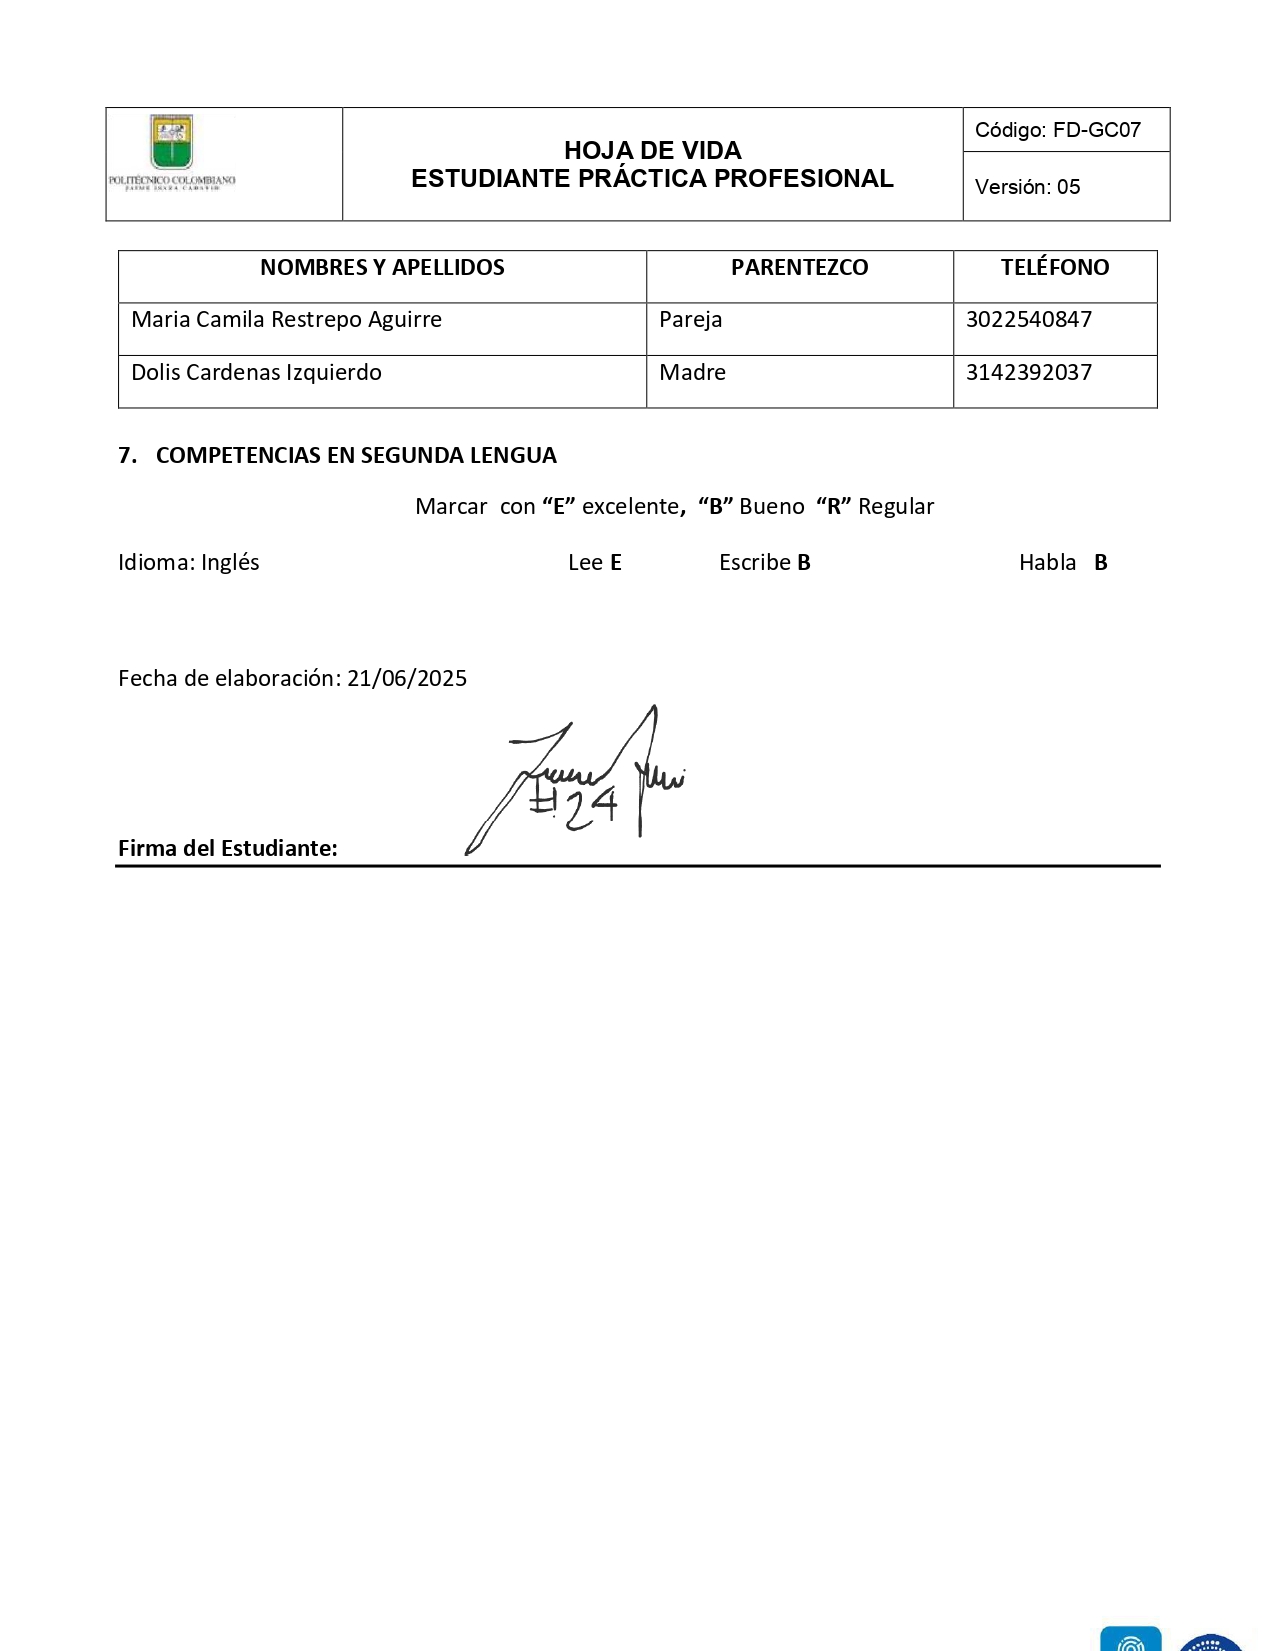 POLITÉCNICO COLOMBIANO
JAIME ISAZA CADAVID
HOJA DE VIDA
ESTUDIANTE PRÁCTICA PROFESIONAL
Código: FD-GC07
Versión: 05
NOMBRES Y APELLIDOS PARENTEZCO TELÉFONO
Maria Camila Restrepo Aguirre Pareja 3022540847
Dolis Cardenas Izquierdo Madre 3142392037
7. COMPETENCIAS EN SEGUNDA LENGUA
Marcar con “E” excelente, “B” Bueno “R” Regular
Idioma: Inglés Lee E Escribe B Habla B
Fecha de elaboración: 21/06/2025
#24
Firma del Estudiante: